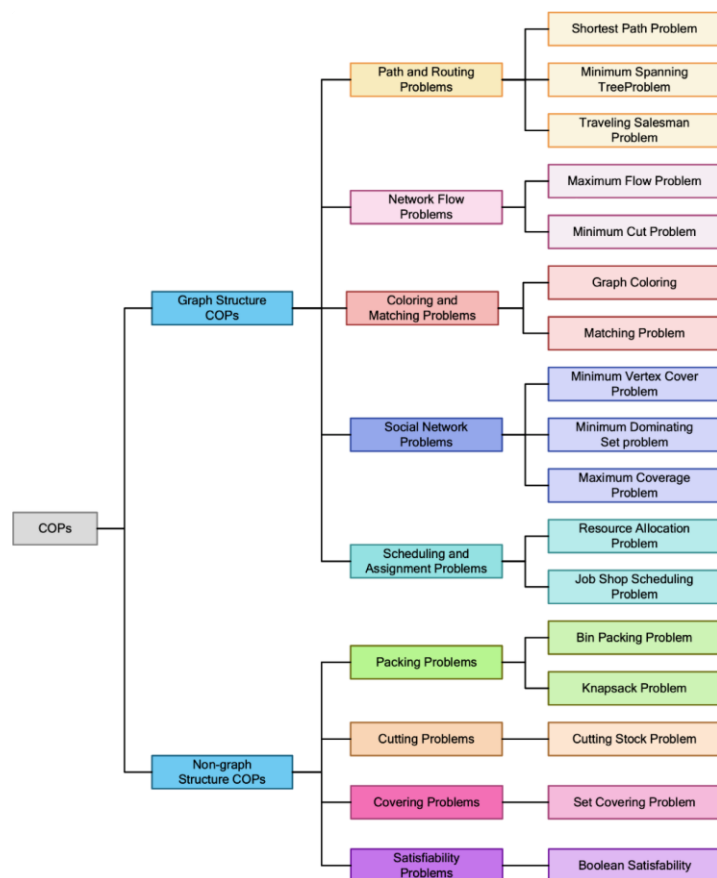 Shortest Path Problem
Path and Routing
Problems
Minimum Spanning
TreeProblem
Traveling Salesman
Problem
Maximum Flow Problem
Network Flow
Problems
Minimum Cut Problem
Graph Coloring
Graph Structure
COPs
Coloring and
Matching Problems
Matching Problem
Minimum Vertex Cover
Problem
Social Network
Problems
Minimum Dominating
Set problem
Maximum Coverage
Problem
COPs
Resource Allocation
Problem
Scheduling and
Assignment Problems
Job Shop Scheduling
Problem
Bin Packing Problem
Packing Problems
Knapsack Problem
Cutting Problems
Cutting Stock Problem
Non-graph
Structure COPs
Covering Problems
Set Covering Problem
Satisfiability
Problems
Boolean Satisfability